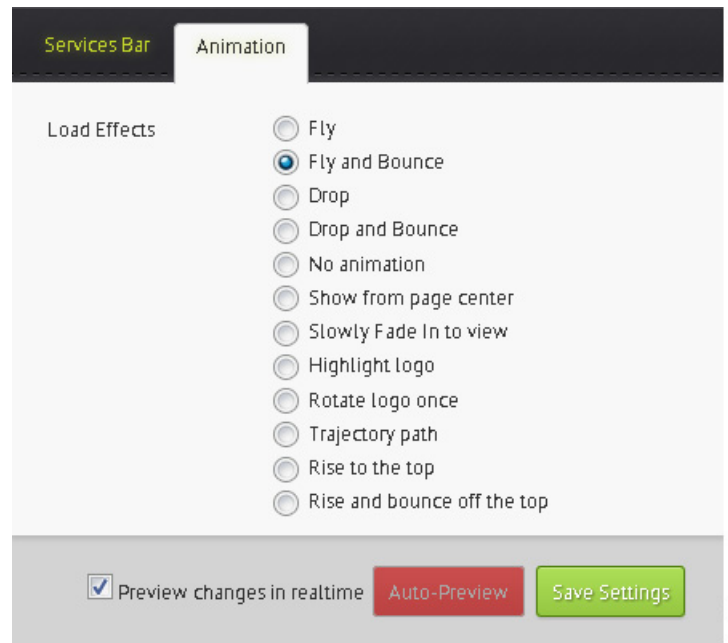 Services Bar
Animation
Load Effects
Fly
Fly and Bounce
Drop
Drop and Bounce
No animation
Show from page center
Slowly Fade In to view
Highlight logo
Rotate logo once
Trajectory path
Rise to the top
Rise and bounce off the top
Preview changes in realtime
Auto-Preview
Save Settings